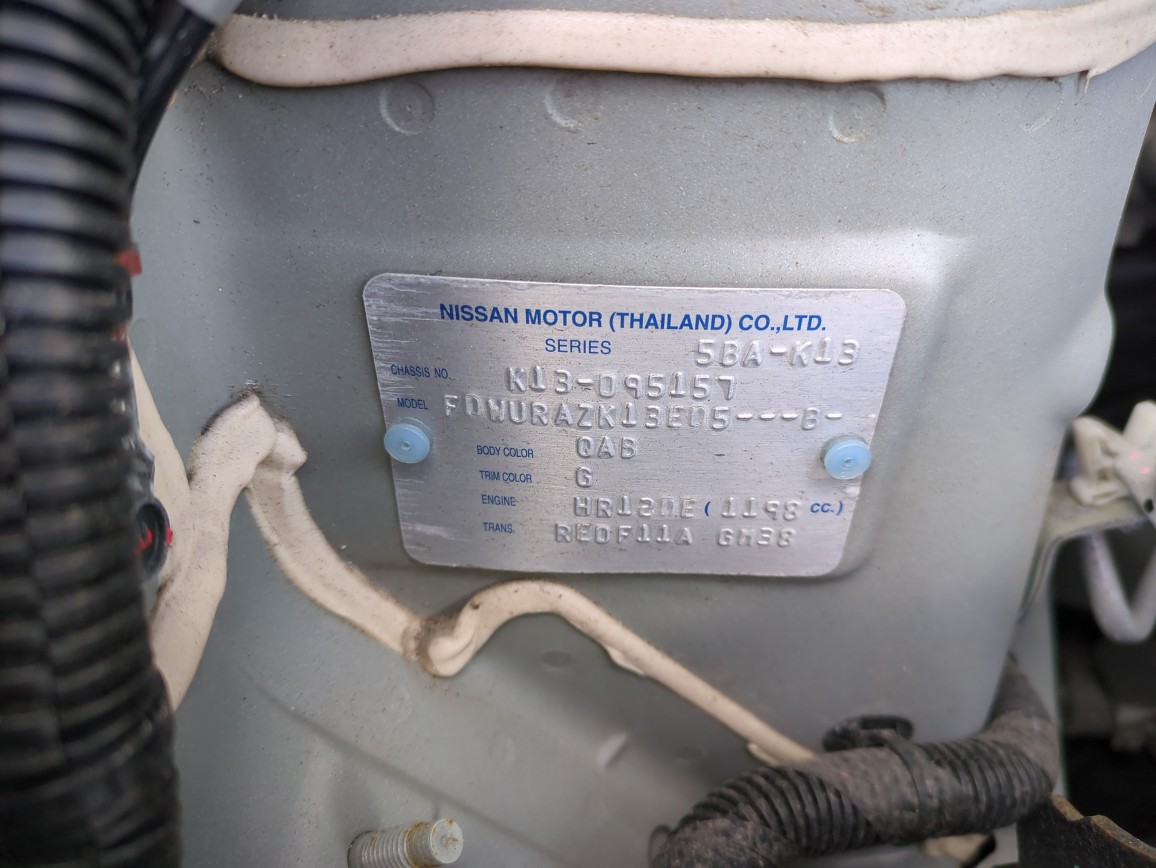 NISSAN MOTOR (THAILAND) CO.,LTD.
SERIES 5BA-K13
CHASSIS NO. K13-095157
MODEL FDWURAZK13ED5---B-
BODY COLOR QAB
TRIM COLOR G
ENGINE HR12DE ( 1198 CC.)
TRANS. RE0F11A GM38